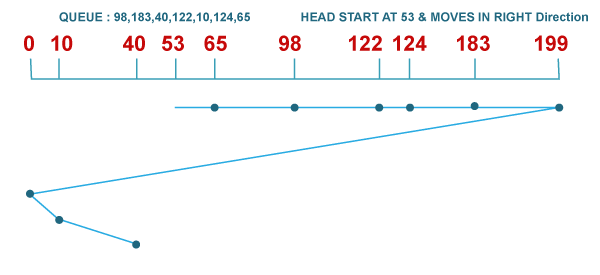 QUEUE : 98,183,40,122,10,124,65 HEAD START AT 53 & MOVES IN RIGHT Direction
0 10 40 53 65 98 122 124 183 199